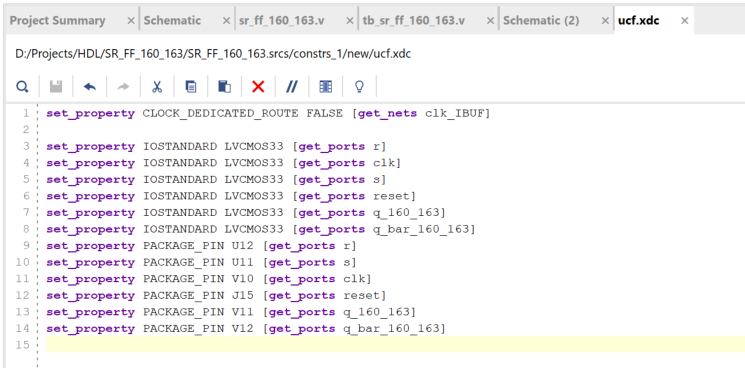 Project Summary × Schematic × sr_ff_160_163.v × tb_sr_ff_160_163.v × Schematic (2) × ucf.xdc ×
D:/Projects/HDL/SR_FF_160_163/SR_FF_160_163.srcs/constrs_1/new/ucf.xdc
1 set_property CLOCK_DEDICATED_ROUTE FALSE [get_nets clk_IBUF]
2
3 set_property IOSTANDARD LVCMOS33 [get_ports r]
4 set_property IOSTANDARD LVCMOS33 [get_ports clk]
5 set_property IOSTANDARD LVCMOS33 [get_ports s]
6 set_property IOSTANDARD LVCMOS33 [get_ports reset]
7 set_property IOSTANDARD LVCMOS33 [get_ports q_160_163]
8 set_property IOSTANDARD LVCMOS33 [get_ports q_bar_160_163]
9 set_property PACKAGE_PIN U12 [get_ports r]
10 set_property PACKAGE_PIN U11 [get_ports s]
11 set_property PACKAGE_PIN V10 [get_ports clk]
12 set_property PACKAGE_PIN J15 [get_ports reset]
13 set_property PACKAGE_PIN V11 [get_ports q_160_163]
14 set_property PACKAGE_PIN V12 [get_ports q_bar_160_163]
15